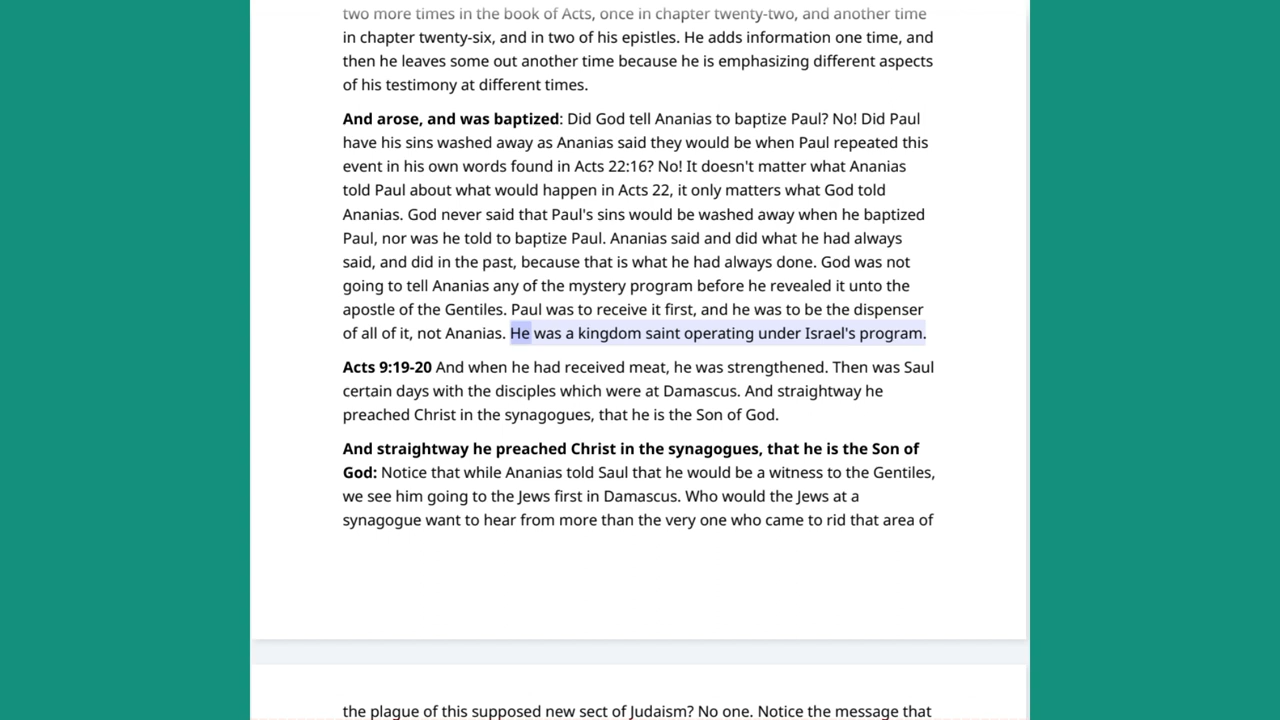 two more times in the book of Acts, once in chapter twenty-two, and another time
in chapter twenty-six, and in two of his epistles. He adds information one time, and
then he leaves some out another time because he is emphasizing different aspects
of his testimony at different times.
And arose, and was baptized: Did God tell Ananias to baptize Paul? No! Did Paul
have his sins washed away as Ananias said they would be when Paul repeated this
event in his own words found in Acts 22:16? No! It doesn't matter what Ananias
told Paul about what would happen in Acts 22, it only matters what God told
Ananias. God never said that Paul's sins would be washed away when he baptized
Paul, nor was he told to baptize Paul. Ananias said and did what he had always
said, and did in the past, because that is what he had always done. God was not
going to tell Ananias any of the mystery program before he revealed it unto the
apostle of the Gentiles. Paul was to receive it first, and he was to be the dispenser
of all of it, not Ananias. He was a kingdom saint operating under Israel's program.
Acts 9:19-20 And when he had received meat, he was strengthened. Then was Saul
certain days with the disciples which were at Damascus. And straightway he
preached Christ in the synagogues, that he is the Son of God.
And straightway he preached Christ in the synagogues, that he is the Son of
God: Notice that while Ananias told Saul that he would be a witness to the Gentiles,
we see him going to the Jews first in Damascus. Who would the Jews at a
synagogue want to hear from more than the very one who came to rid that area of
the plague of this supposed new sect of Judaism? No one. Notice the message that